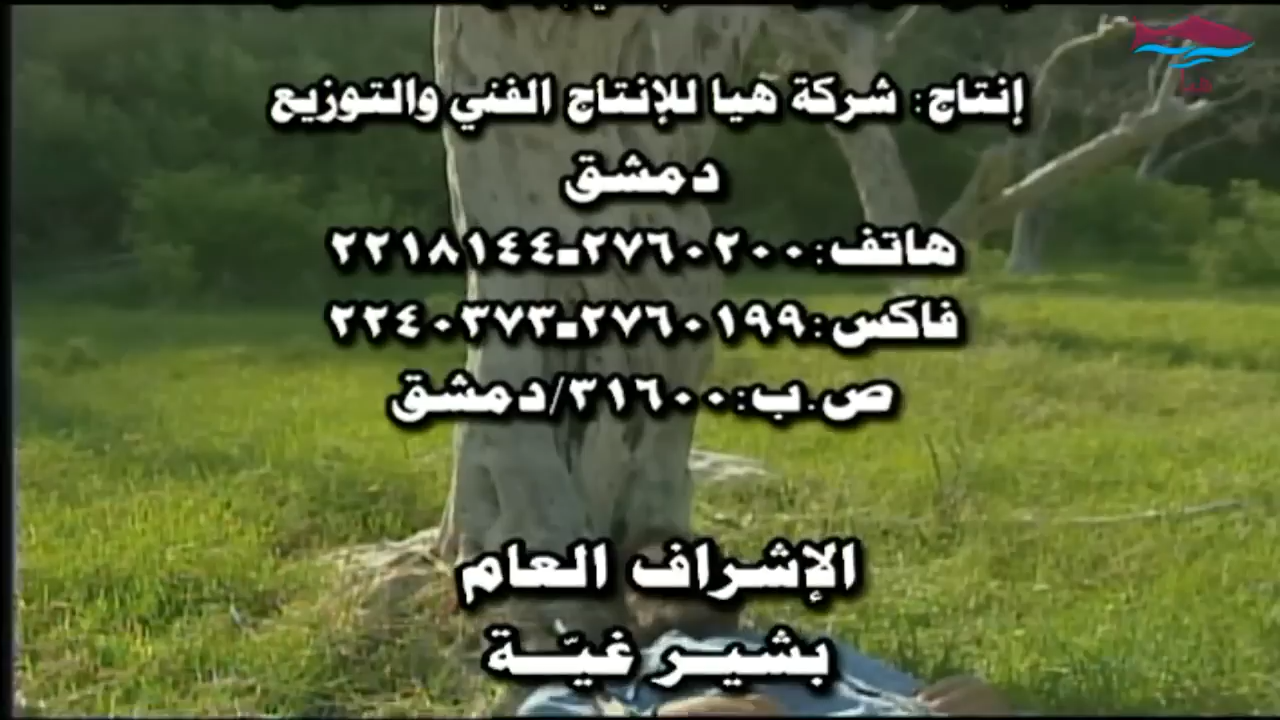 إنتاج: شركة هيا للإنتاج الفني والتوزيع
دمشق
هاتف:٢٧٦٠٢٠٠-٢٢١٨١٤٤
فاكس:٢٧٦٠١٩٩-٢٢٤٠٣٧٣
ص.ب:٣١٦٠٠/دمشق
الإشراف العام
بشير غيّة
هيا